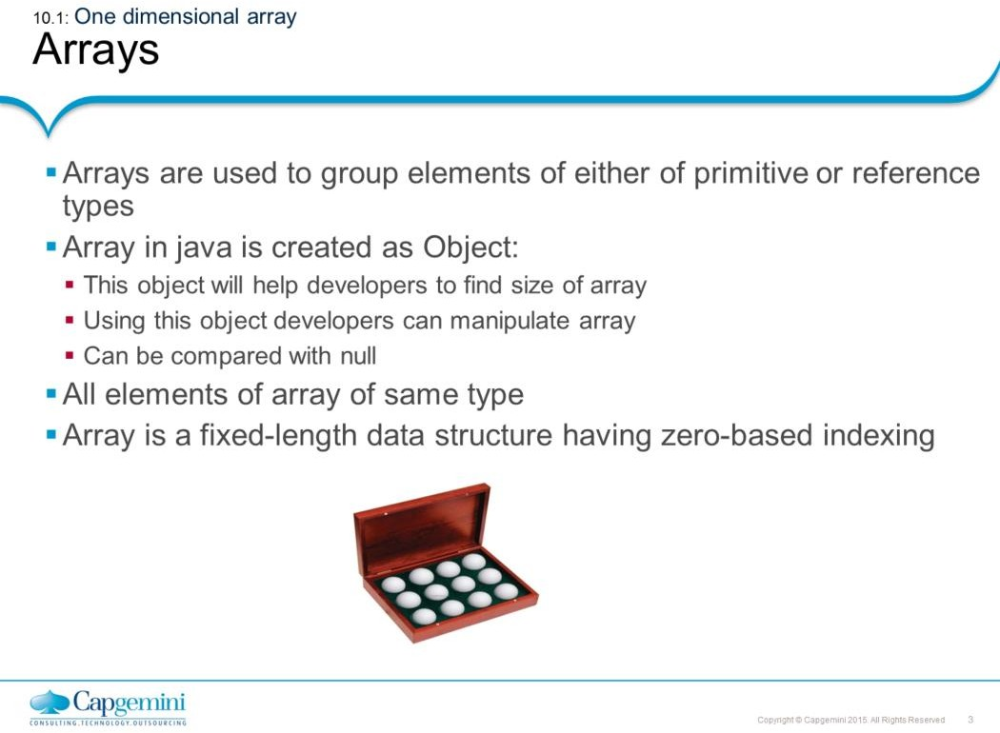 10.1: One dimensional array
Arrays
Arrays are used to group elements of either of primitive or reference
types
Array in java is created as Object:
This object will help developers to find size of array
Using this object developers can manipulate array
Can be compared with null
All elements of array of same type
Array is a fixed-length data structure having zero-based indexing
Capgemini
CONSULTING.TECHNOLOGY.OUTSOURCING
Copyright © Capgemini 2015. All Rights Reserved 3